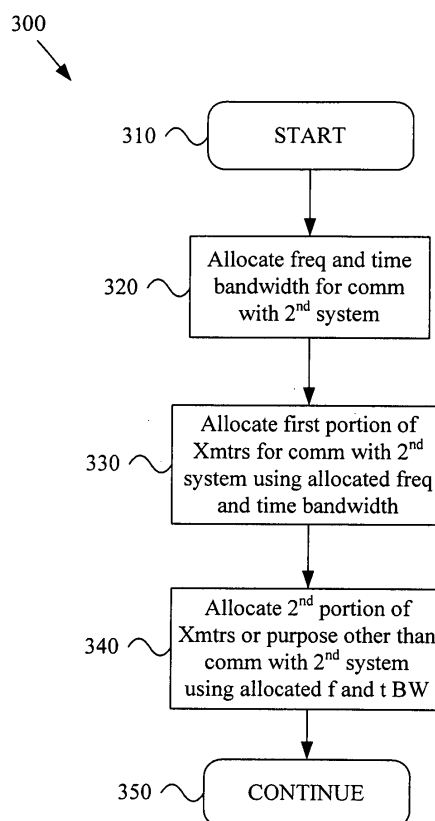 300
310
START
320
Allocate freq and time
bandwidth for comm
with 2nd system
330
Allocate first portion of
Xmtrs for comm with 2nd
system using allocated freq
and time bandwidth
340
Allocate 2nd portion of
Xmtrs or purpose other than
comm with 2nd system
using allocated f and t BW
350
CONTINUE